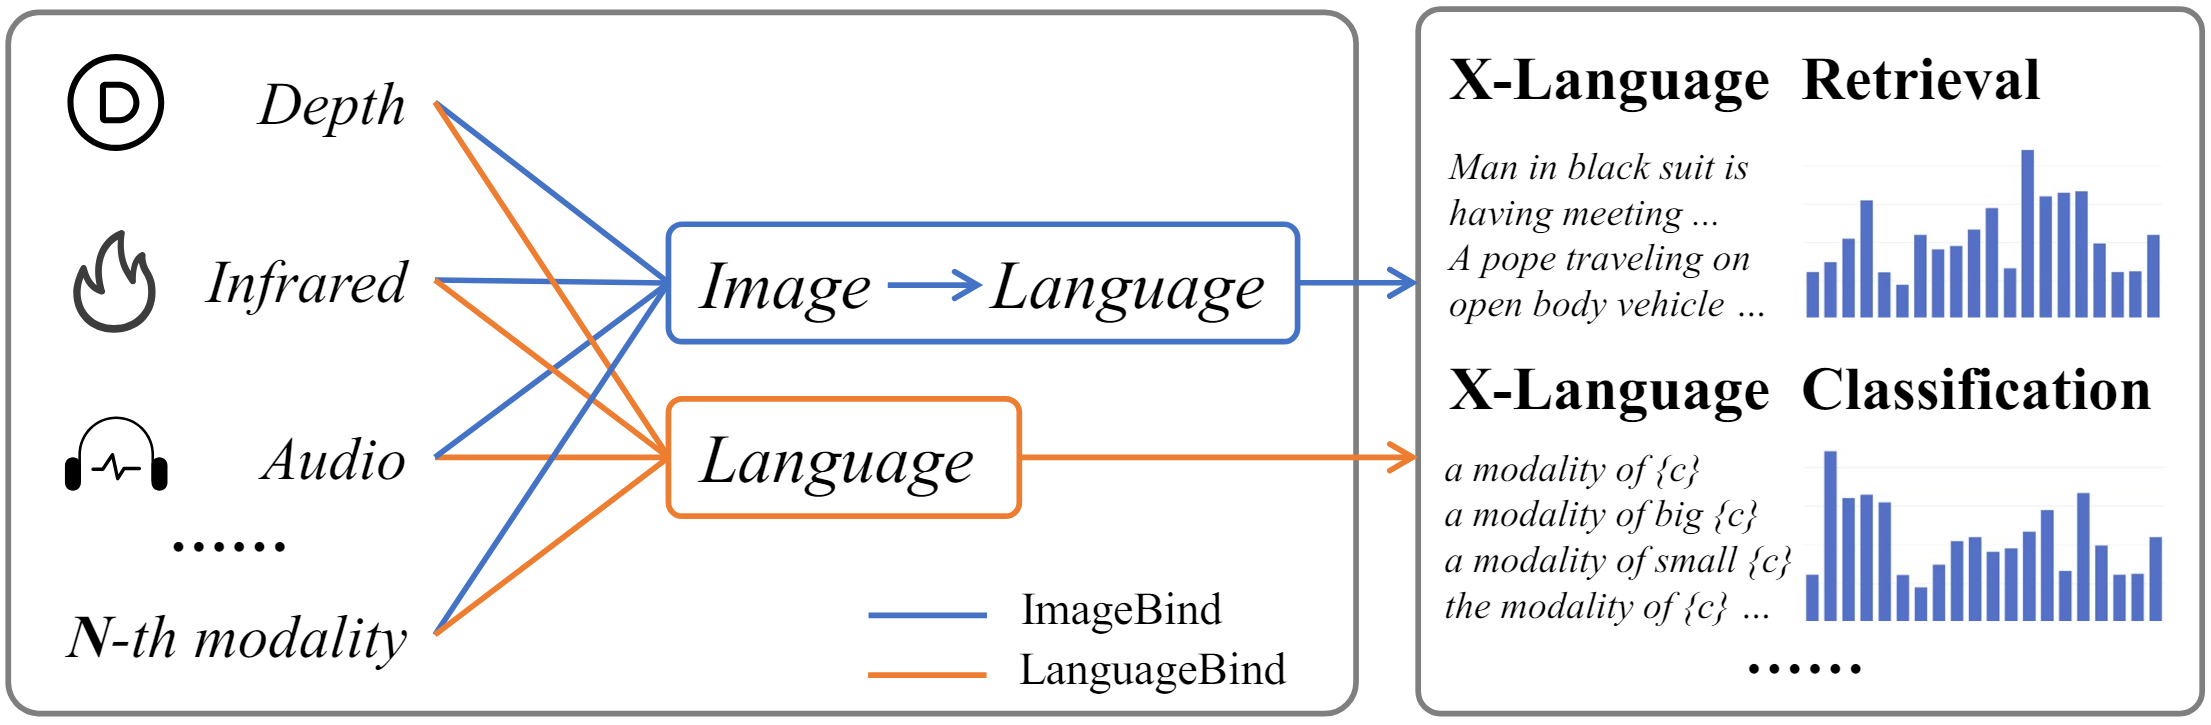 D
Depth
Infrared
Audio
......
N-th modality
Image → Language
Language
ImageBind
LanguageBind
X-Language Retrieval
Man in black suit is
having meeting ...
A pope traveling on
open body vehicle ...
X-Language Classification
a modality of {c}
a modality of big {c}
a modality of small {c}
the modality of {c} ...
......